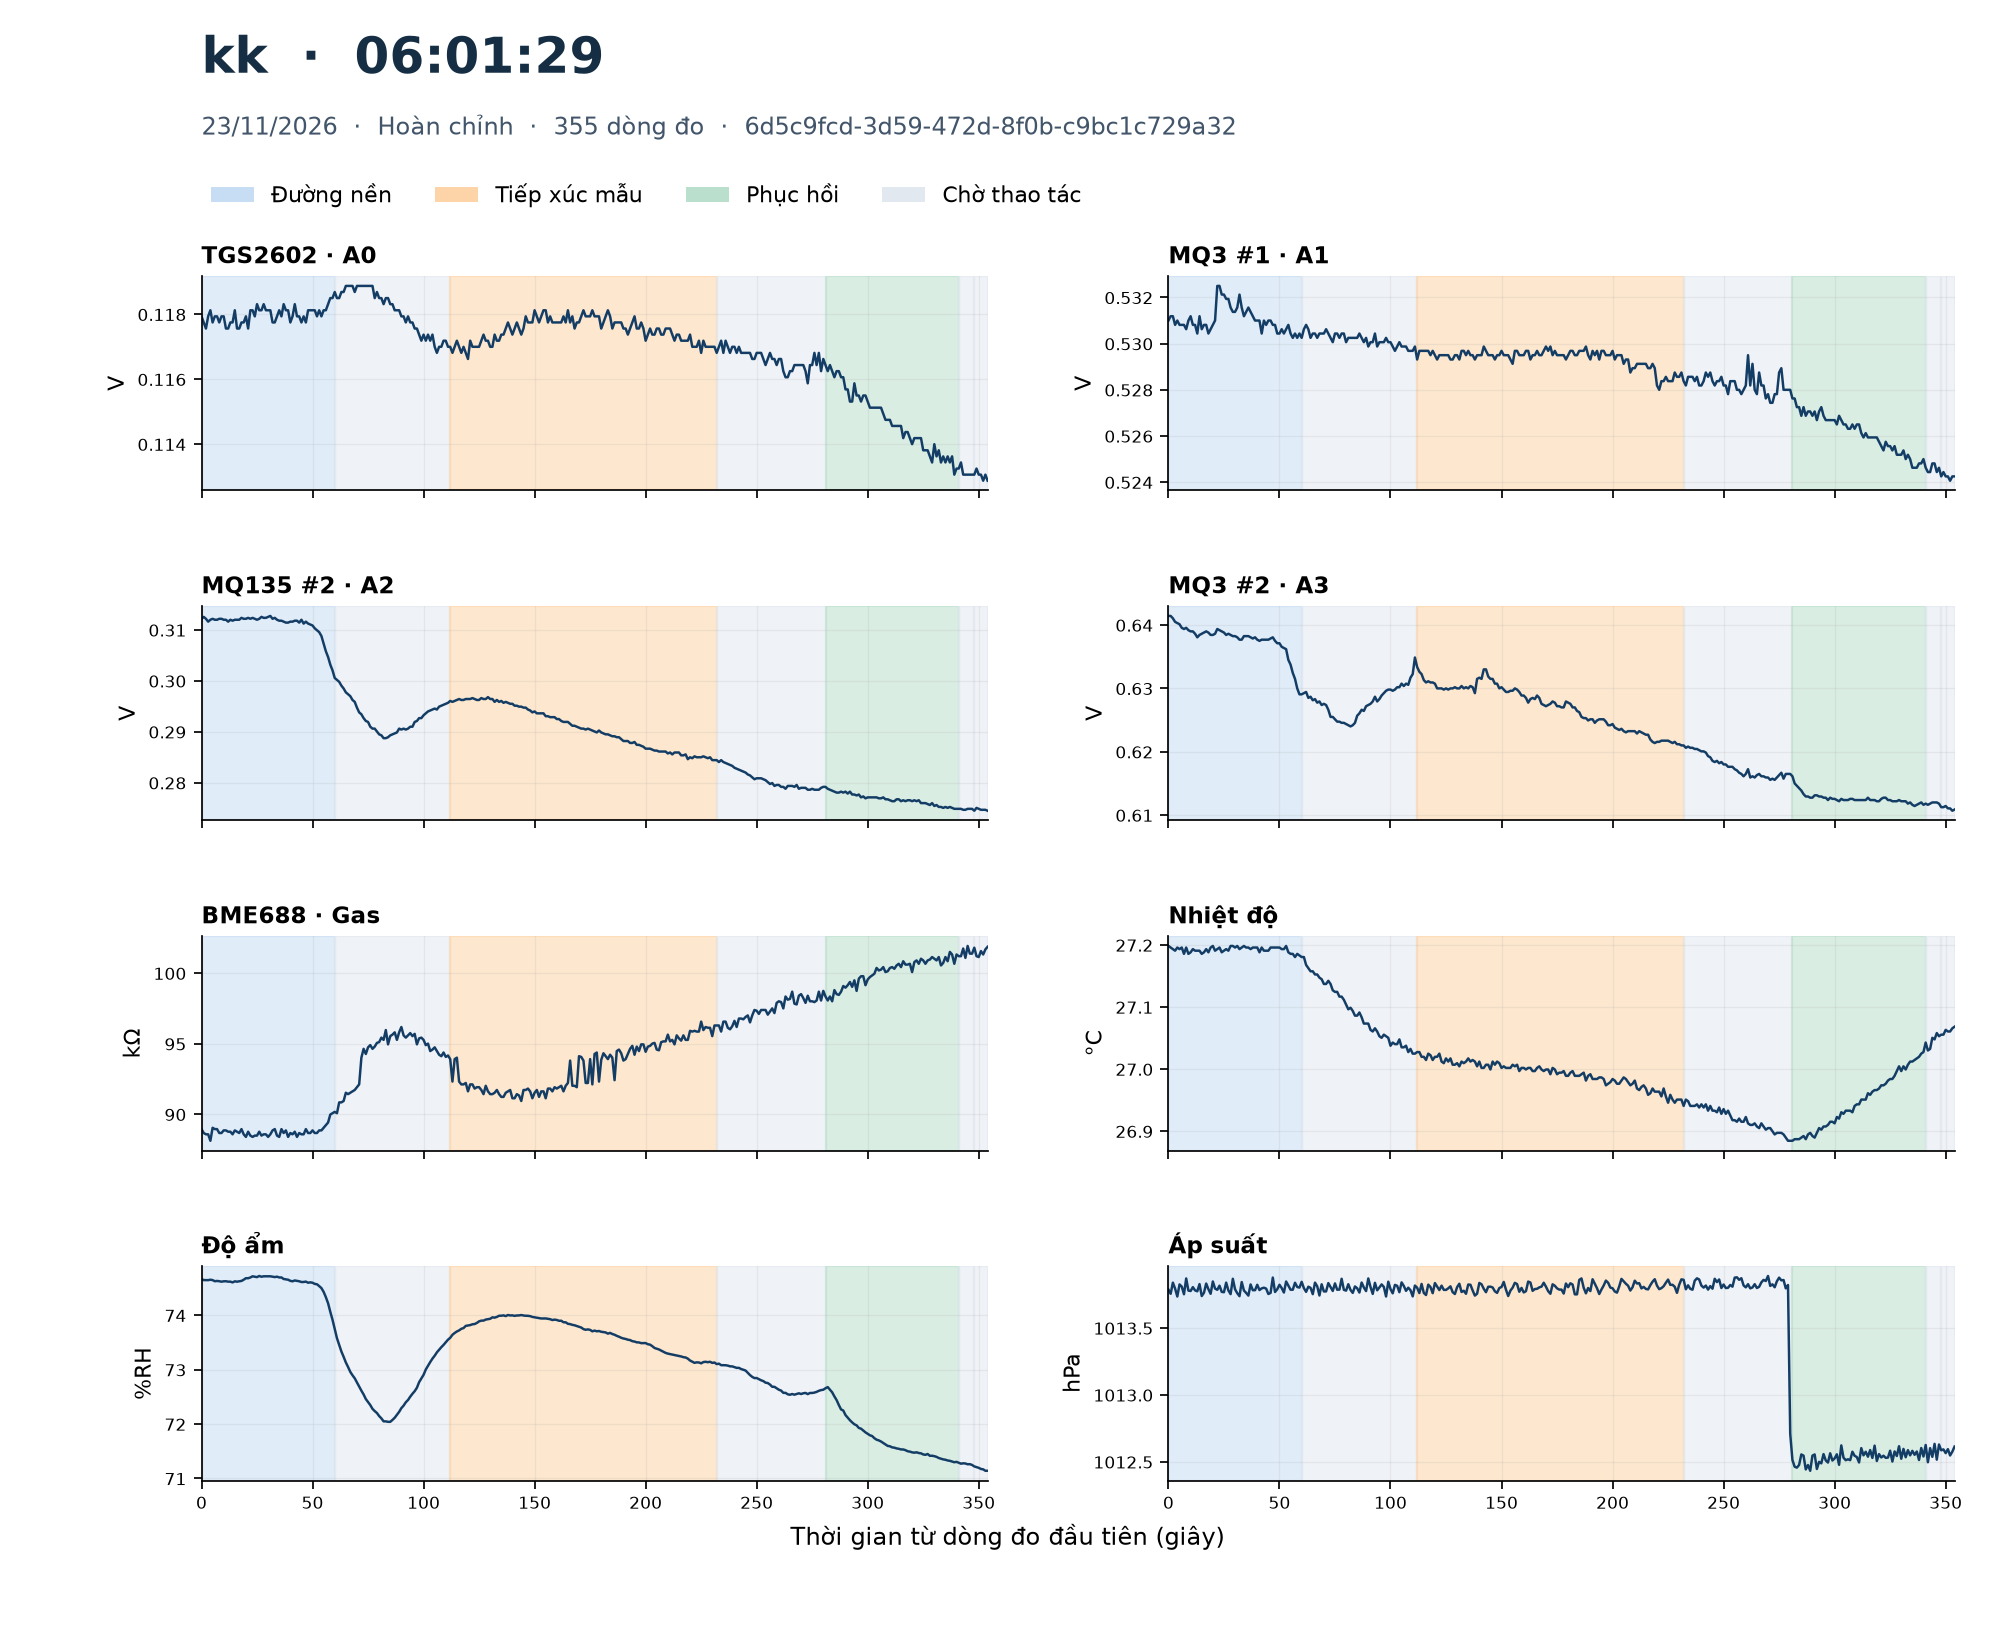 kk · 06:01:29
23/11/2026 · Hoàn chỉnh · 355 dòng đo · 6d5c9fcd-3d59-472d-8f0b-c9bc1c729a32
Đường nền Tiếp xúc mẫu Phục hồi Chờ thao tác
TGS2602 · A0
V
0.118
0.116
0.114
MQ3 #1 · A1
V
0.532
0.530
0.528
0.526
0.524
MQ135 #2 · A2
V
0.31
0.30
0.29
0.28
MQ3 #2 · A3
V
0.64
0.63
0.62
0.61
BME688 · Gas
kΩ
100
95
90
Nhiệt độ
°C
27.2
27.1
27.0
26.9
Độ ẩm
%RH
74
73
72
71
0 50 100 150 200 250 300 350
Áp suất
hPa
1013.5
1013.0
1012.5
0 50 100 150 200 250 300 350
Thời gian từ dòng đo đầu tiên (giây)